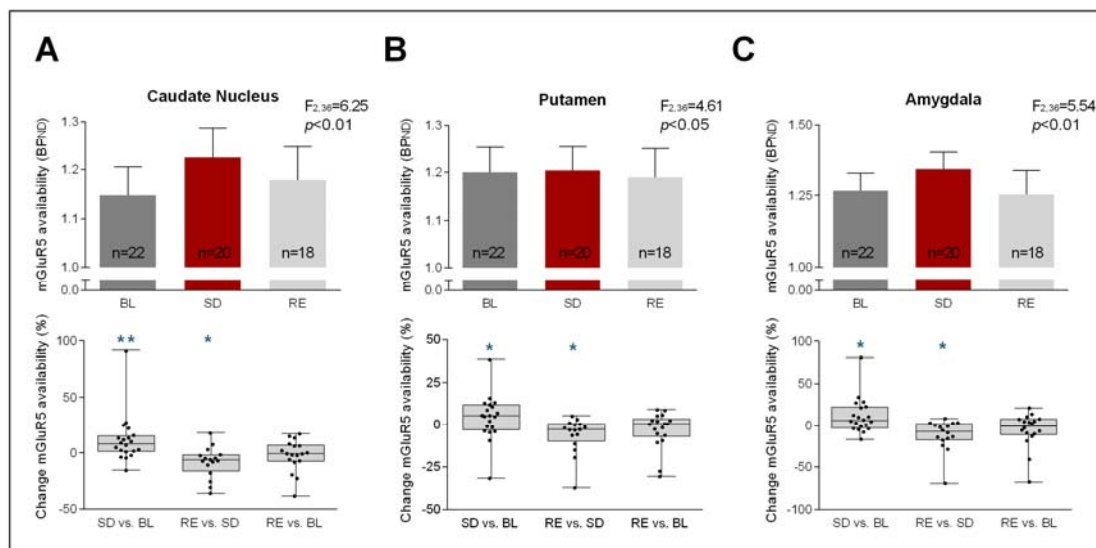 A
Caudate Nucleus
F2,36=6.25
p<0.01
mGluR5 availability (BPND)
1.3
1.2
1.1
1.0
0.0
n=22
n=20
n=18
BL
SD
RE
Change mGluR5 availability (%)
100
50
0
-50
**
*
SD vs. BL
RE vs. SD
RE vs. BL
B
Putamen
F2,36=4.61
p<0.05
mGluR5 availability (BPND)
1.3
1.2
1.1
1.0
0.0
n=22
n=20
n=18
BL
SD
RE
Change mGluR5 availability (%)
50
25
0
-25
-50
*
*
SD vs. BL
RE vs. SD
RE vs. BL
C
Amygdala
F2,36=5.54
p<0.01
mGluR5 availability (BPND)
1.50
1.25
1.00
0.00
n=22
n=20
n=18
BL
SD
RE
Change mGluR5 availability (%)
100
50
0
-50
-100
*
*
SD vs. BL
RE vs. SD
RE vs. BL